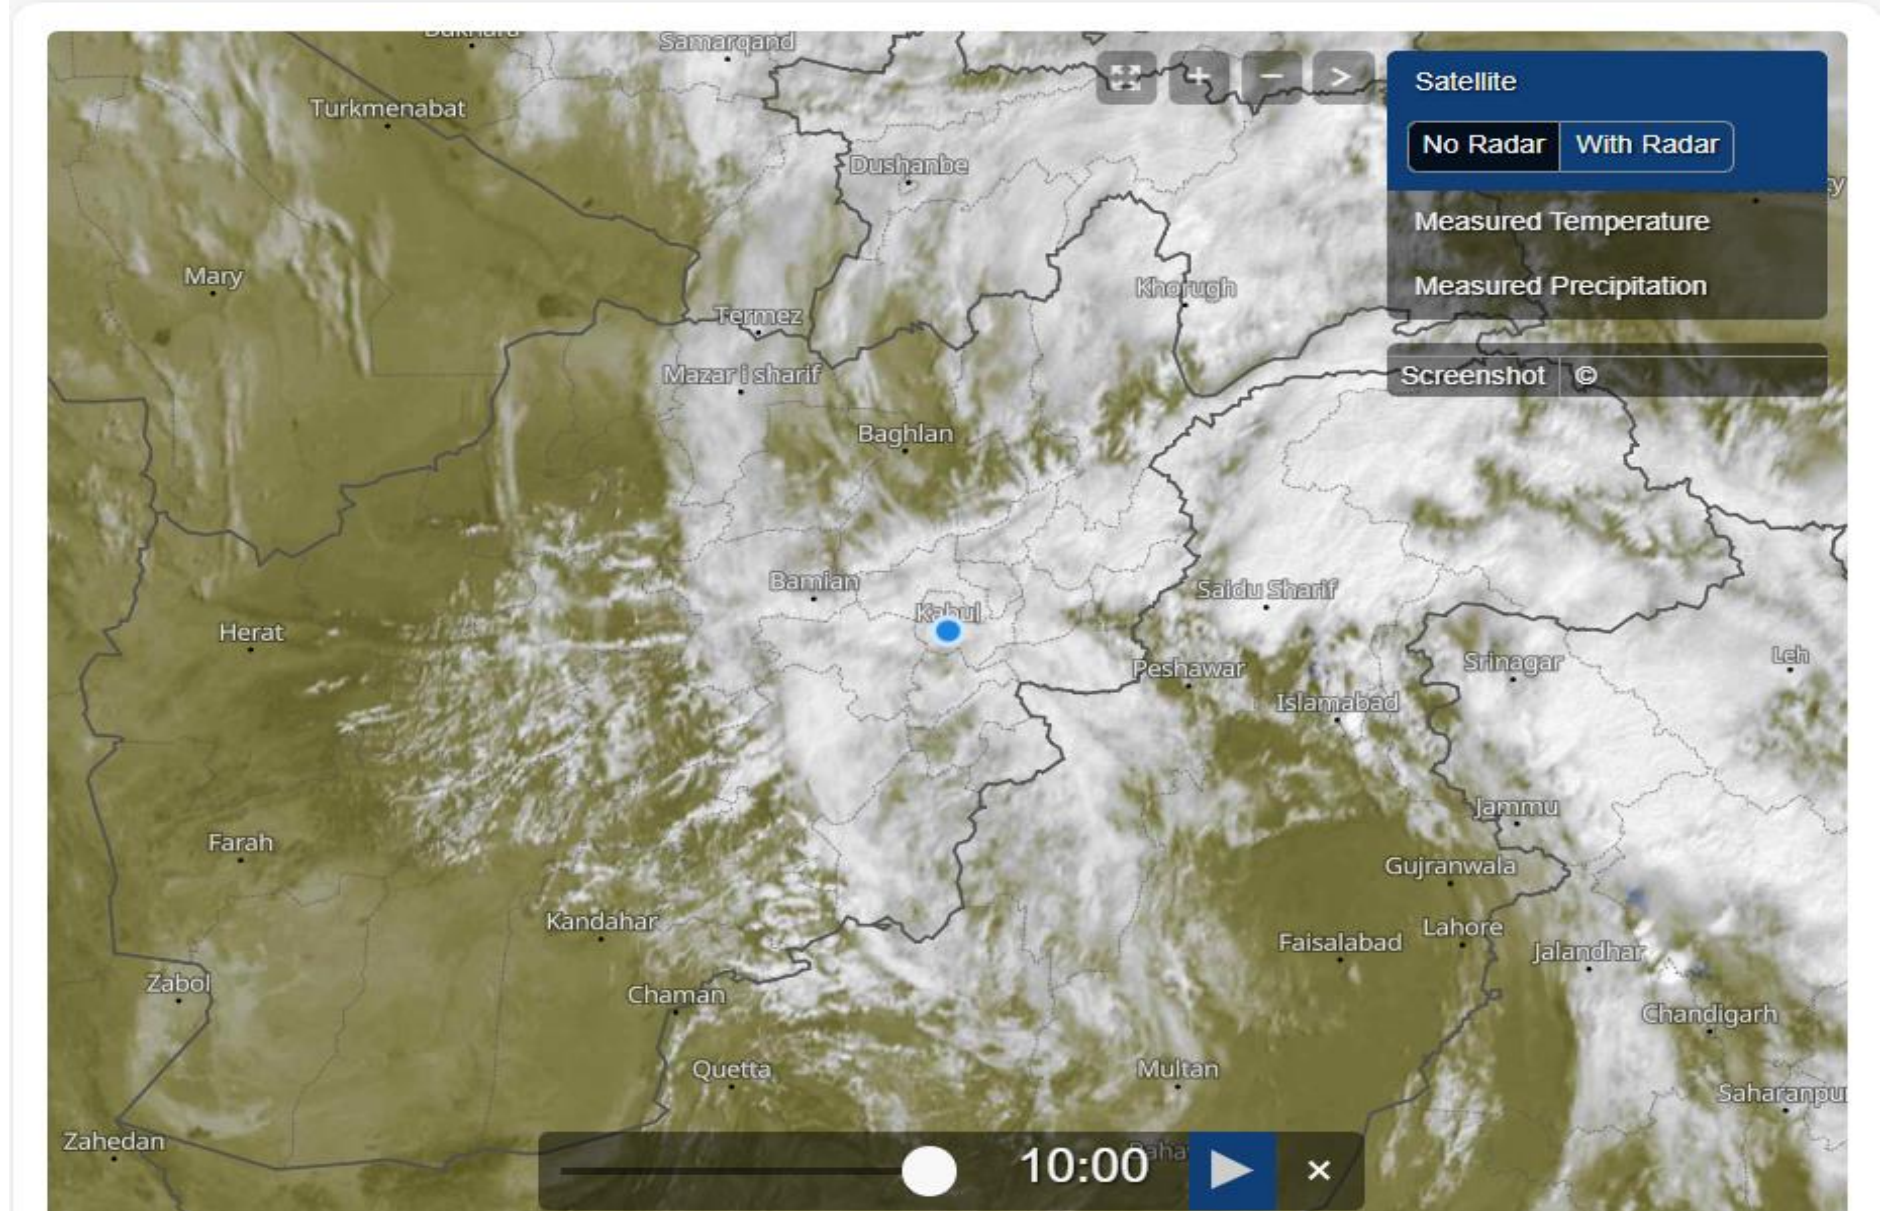 Samarqand
Satellite
No Radar With Radar
Turkmenabat
Dushanbe
Measured Temperature
Mary
Khorugh
Measured Precipitation
Termez
Mazar i sharif
Screenshot ©
Baghlan
Bamian
Kabul
Saidu Sharif
Herat
Peshawar
Srinagar
Leh
Islamabad
Jammu
Farah
Gujranwala
Kandahar
Faisalabad
Lahore
Jalandhar
Zabol
Chaman
Chandigarh
Quetta
Multan
Saharanpu
Zahedan
10:00